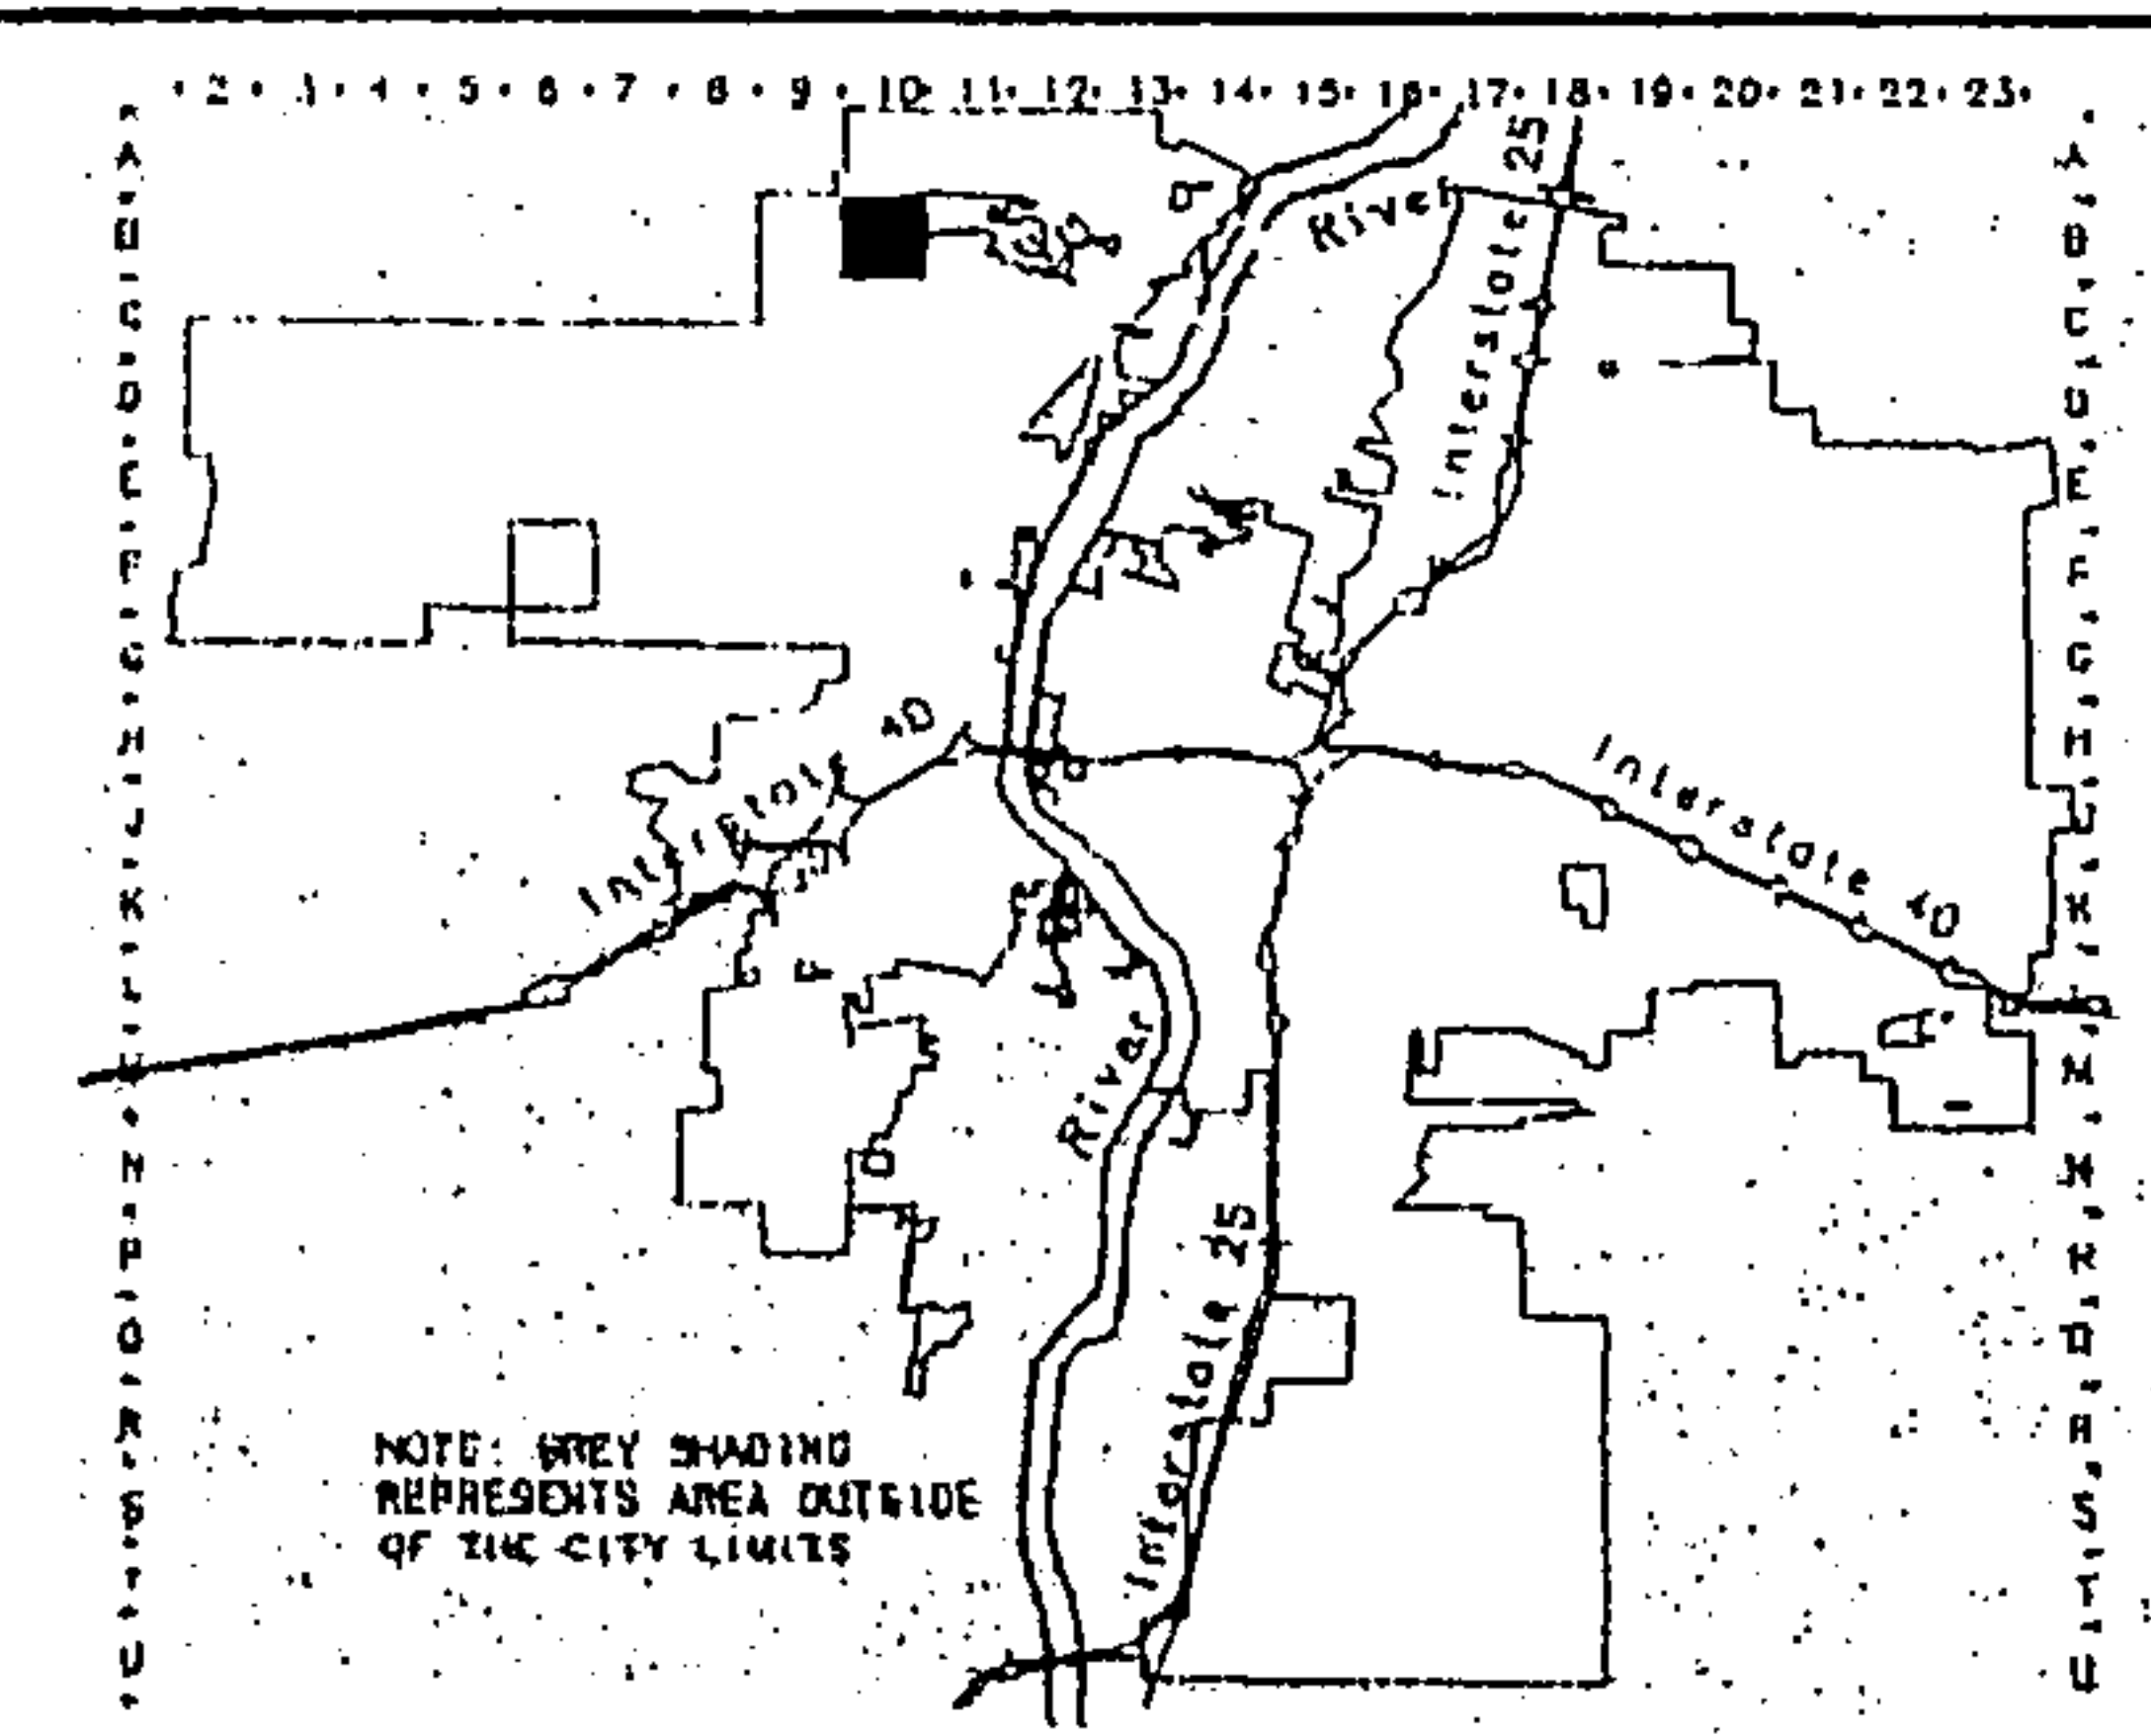 2 3 4 5 6 7 8 9 10 11 12 13 14 15 16 17 18 19 20 21 22 23
A
B
C
D
E
F
G
H
J
K
L
M
N
P
Q
R
S
T
U
River
Interstate 25
Interstate 40
Interstate 40
River
Interstate 25
NOTE: GREY SHADING
REPRESENTS AREA OUTSIDE
OF THE CITY LIMITS
A
B
C
D
E
F
G
H
J
K
L
M
N
S
T
U